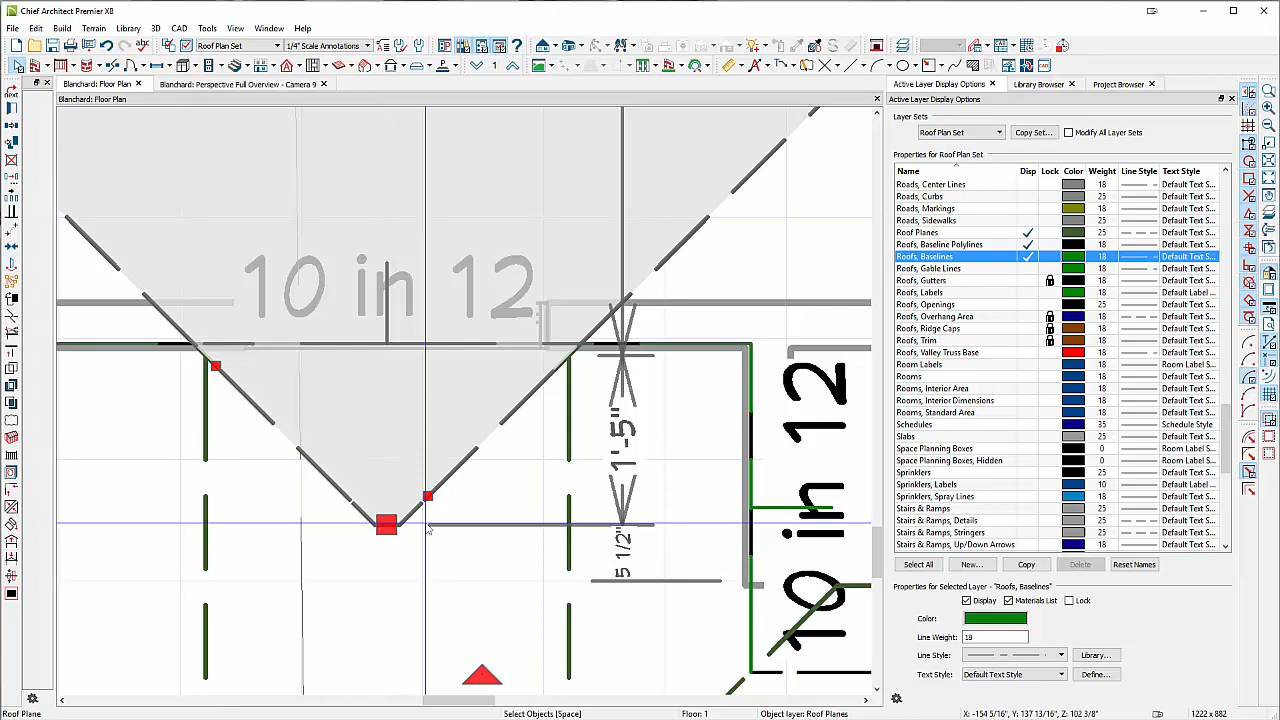 Chief Architect Premier X8
File Edit Build Terrain Library 3D CAD Tools View Window Help
Roof Plan Set 1/4" Scale Annotations
1
Blanchard: Floor Plan Blanchard: Perspective Full Overview - Camera 9
Blanchard: Floor Plan
10 in 12
1'-5"
5 1/2"
10 in 12
Active Layer Display Options Library Browser Project Browser
Active Layer Display Options
Layer Sets
Roof Plan Set Copy Set... Modify All Layer Sets
Properties for Roof Plan Set
Name Disp Lock Color Weight Line Style Text Style
Roads, Center Lines 18 Default Text S...
Roads, Curbs 25 Default Text S...
Roads, Markings 18 Default Text S...
Roads, Sidewalks 25 Default Text S...
Roof Planes 25 Default Text S...
Roofs, Baseline Polylines 18 Default Text S...
Roofs, Baselines 18 Default Text S...
Roofs, Gable Lines 18 Default Text S...
Roofs, Gutters 18 Default Text S...
Roofs, Labels 18 Default Label ...
Roofs, Openings 18 Default Text S...
Roofs, Overhang Area 18 Default Text S...
Roofs, Ridge Caps 18 Default Text S...
Roofs, Trim 18 Default Text S...
Roofs, Valley Truss Base 18 Default Text S...
Room Labels 18 Room Label S...
Rooms 18 Default Text S...
Rooms, Interior Area 18 Default Text S...
Rooms, Interior Dimensions 18 Default Text S...
Rooms, Standard Area 18 Default Text S...
Schedules 35 Schedule Style
Slabs 25 Default Text S...
Space Planning Boxes 0 Room Label S...
Space Planning Boxes, Hidden 0 Room Label S...
Sprinklers 25 Default Text S...
Sprinklers, Labels 10 Default Label ...
Sprinklers, Spray Lines 18 Default Text S...
Stairs & Ramps 25 Default Text S...
Stairs & Ramps, Details 25 Default Text S...
Stairs & Ramps, Stringers 25 Default Text S...
Stairs & Ramps, Up/Down Arrows 18 Default Text S...
Select All New... Copy Delete Reset Names
Properties for Selected Layer - "Roofs, Baselines"
Display Materials List Lock
Color:
Line Weight: 18
Line Style: Library...
Text Style: Default Text Style Define...
Roof Plane Select Objects [Space] Floor: 1 Object layer: Roof Planes X: -154 5/16", Y: 137 13/16", Z: 102 3/8" 1222 x 882